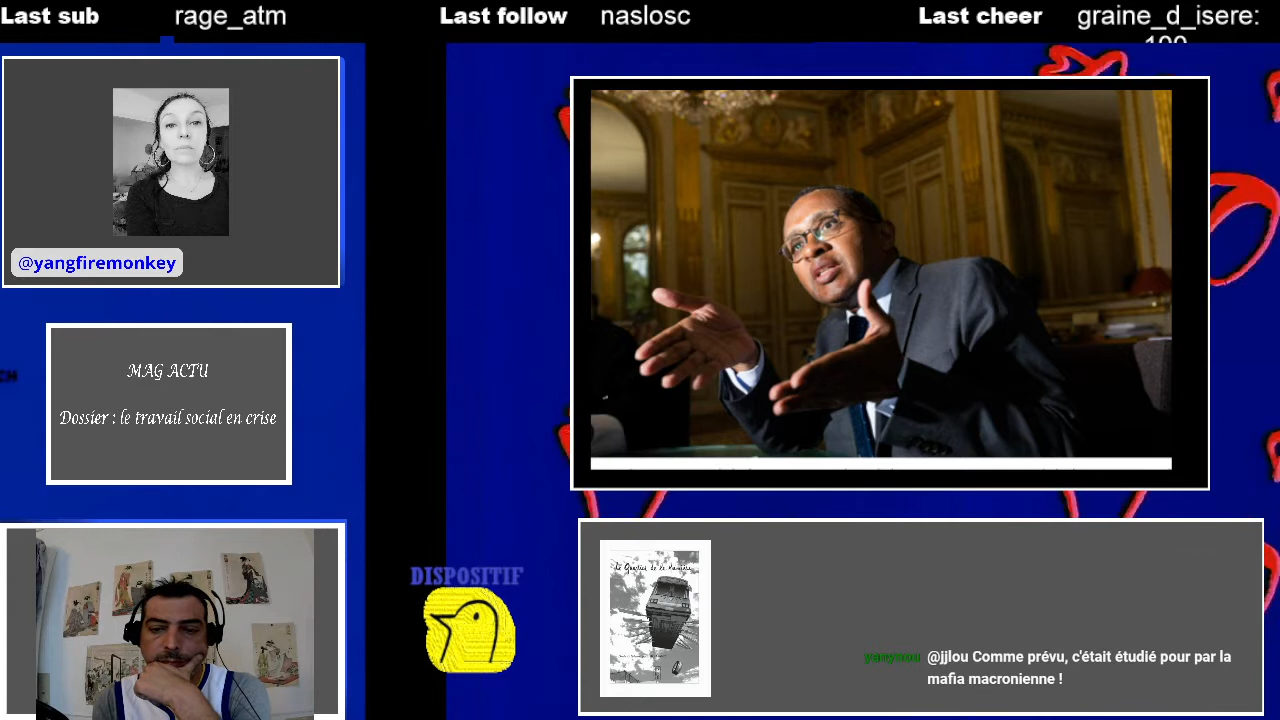 Last sub rage_atm Last follow naslosc Last cheer graine_d_isere:
@yangfiremonkey
MAG ACTU
Dossier : le travail social en crise
DISPOSITIF
@jjlou Comme prévu, c'était étudié pour par la
mafia macronienne !